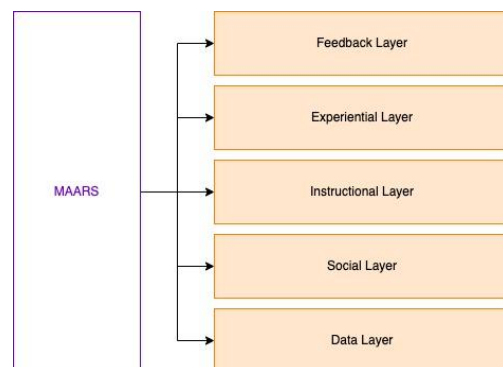 Feedback Layer
Experiential Layer
MAARS
Instructional Layer
Social Layer
Data Layer